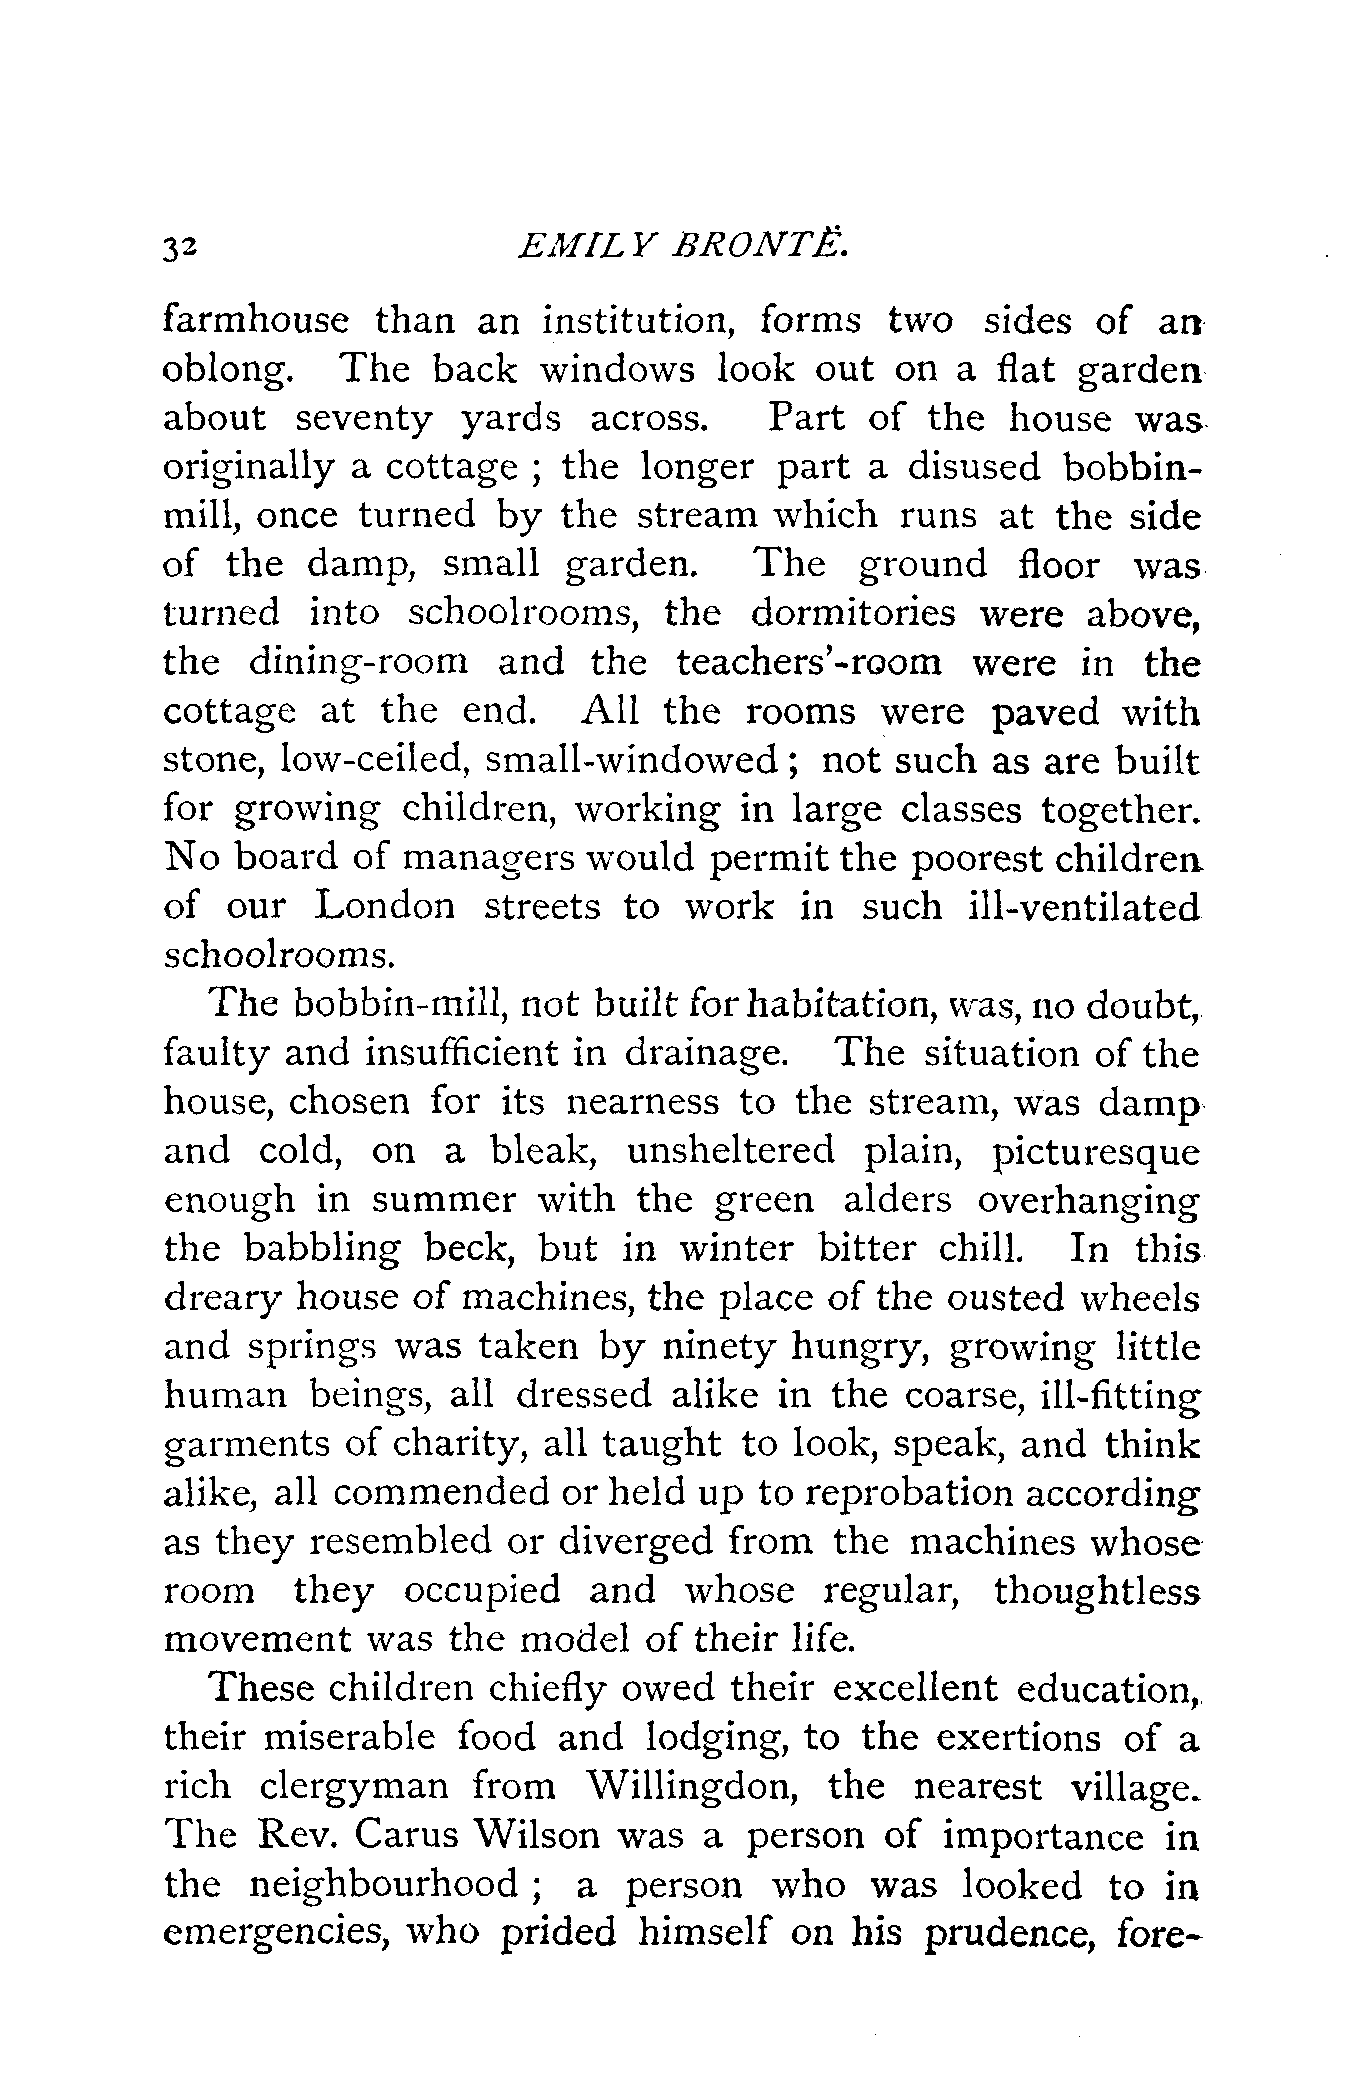 32 EMILY BRONTË.
farmhouse than an institution, forms two sides of an
oblong. The back windows look out on a flat garden
about seventy yards across. Part of the house was
originally a cottage ; the longer part a disused bobbin-
mill, once turned by the stream which runs at the side
of the damp, small garden. The ground floor was
turned into schoolrooms, the dormitories were above,
the dining-room and the teachers'-room were in the
cottage at the end. All the rooms were paved with
stone, low-ceiled, small-windowed ; not such as are built
for growing children, working in large classes together.
No board of managers would permit the poorest children
of our London streets to work in such ill-ventilated
schoolrooms.
The bobbin-mill, not built for habitation, was, no doubt,
faulty and insufficient in drainage. The situation of the
house, chosen for its nearness to the stream, was damp
and cold, on a bleak, unsheltered plain, picturesque
enough in summer with the green alders overhanging
the babbling beck, but in winter bitter chill. In this
dreary house of machines, the place of the ousted wheels
and springs was taken by ninety hungry, growing little
human beings, all dressed alike in the coarse, ill-fitting
garments of charity, all taught to look, speak, and think
alike, all commended or held up to reprobation according
as they resembled or diverged from the machines whose
room they occupied and whose regular, thoughtless
movement was the model of their life.
These children chiefly owed their excellent education,
their miserable food and lodging, to the exertions of a
rich clergyman from Willingdon, the nearest village.
The Rev. Carus Wilson was a person of importance in
the neighbourhood ; a person who was looked to in
emergencies, who prided himself on his prudence, fore-